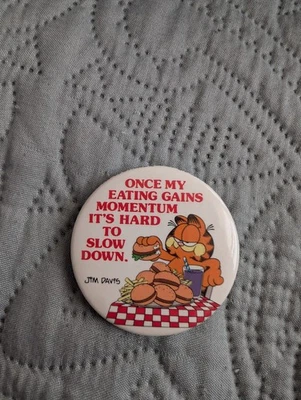 ONCE MY
EATING GAINS
MOMENTUM
IT'S HARD
TO
SLOW
DOWN.
JIM DAVIS